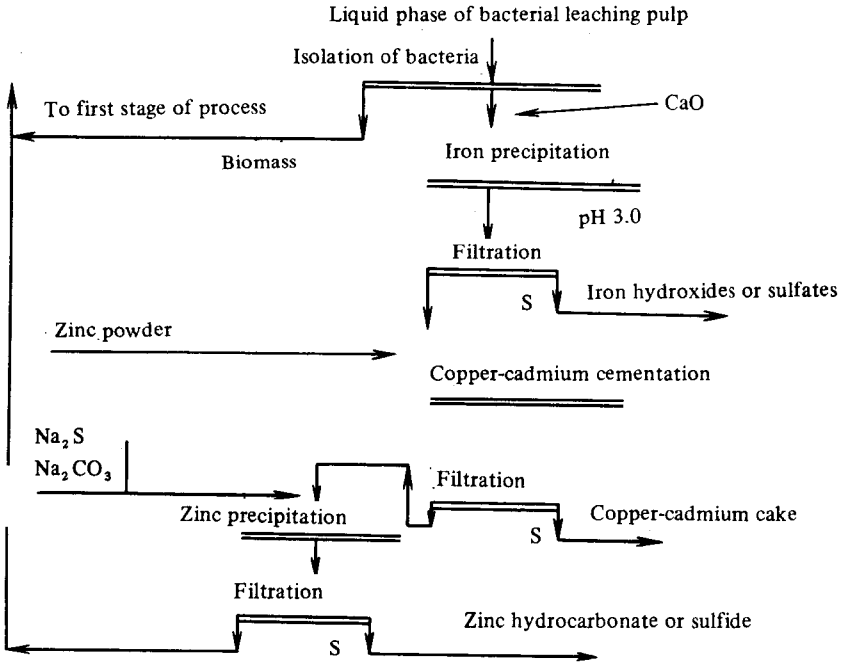 Liquid phase of bacterial leaching pulp
Isolation of bacteria
To first stage of process
CaO
Biomass
Iron precipitation
pH 3.0
Filtration
S
Iron hydroxides or sulfates
Zinc powder
Copper-cadmium cementation
Na₂S
Na₂CO₃
Filtration
Zinc precipitation
Copper-cadmium cake
S
Filtration
Zinc hydrocarbonate or sulfide
S